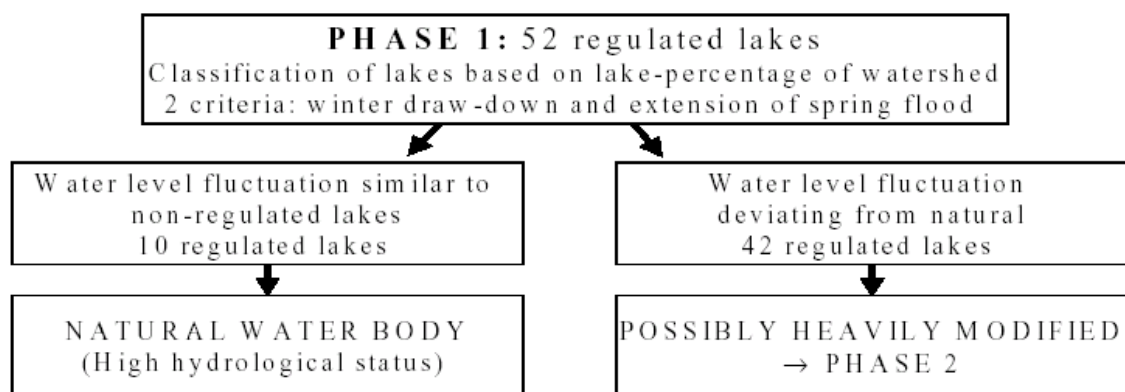 PHASE 1: 52 regulated lakes
Classification of lakes based on lake-percentage of watershed
2 criteria: winter draw-down and extension of spring flood
Water level fluctuation similar to
non-regulated lakes
10 regulated lakes
Water level fluctuation
deviating from natural
42 regulated lakes
NATURAL WATER BODY
(High hydrological status)
POSSIBLY HEAVILY MODIFIED
→ PHASE 2